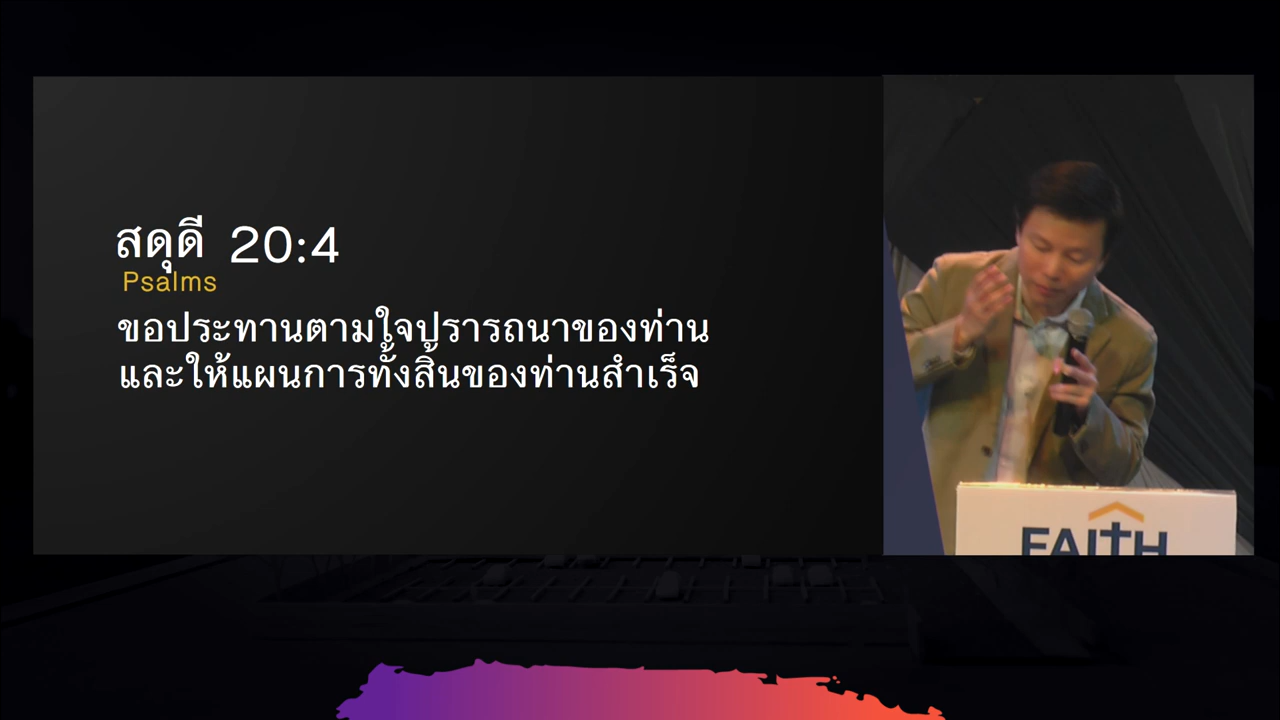 สดุดี 20:4
Psalms
ขอประทานตามใจปรารถนาของท่าน
และให้แผนการทั้งสิ้นของท่านสำเร็จ
FAITH